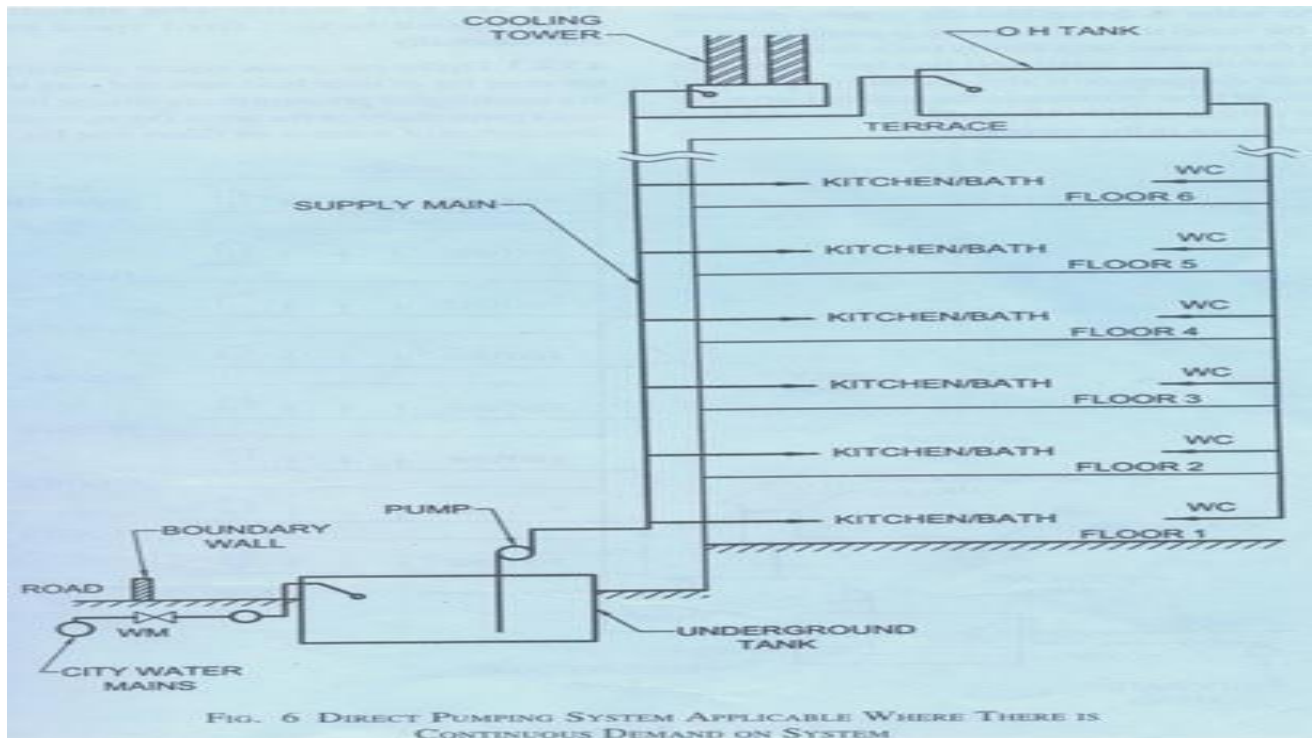 COOLING
TOWER
O H TANK
TERRACE
WC
KITCHEN/BATH
FLOOR 6
SUPPLY MAIN
WC
KITCHEN/BATH
FLOOR 5
WC
KITCHEN/BATH
FLOOR 4
WC
KITCHEN/BATH
FLOOR 3
WC
KITCHEN/BATH
FLOOR 2
PUMP
WC
KITCHEN/BATH
FLOOR 1
BOUNDARY
WALL
ROAD
WM
UNDERGROUND
TANK
CITY WATER
MAINS
FIG. 6 DIRECT PUMPING SYSTEM APPLICABLE WHERE THERE IS
CONTINUOUS DEMAND ON SYSTEM